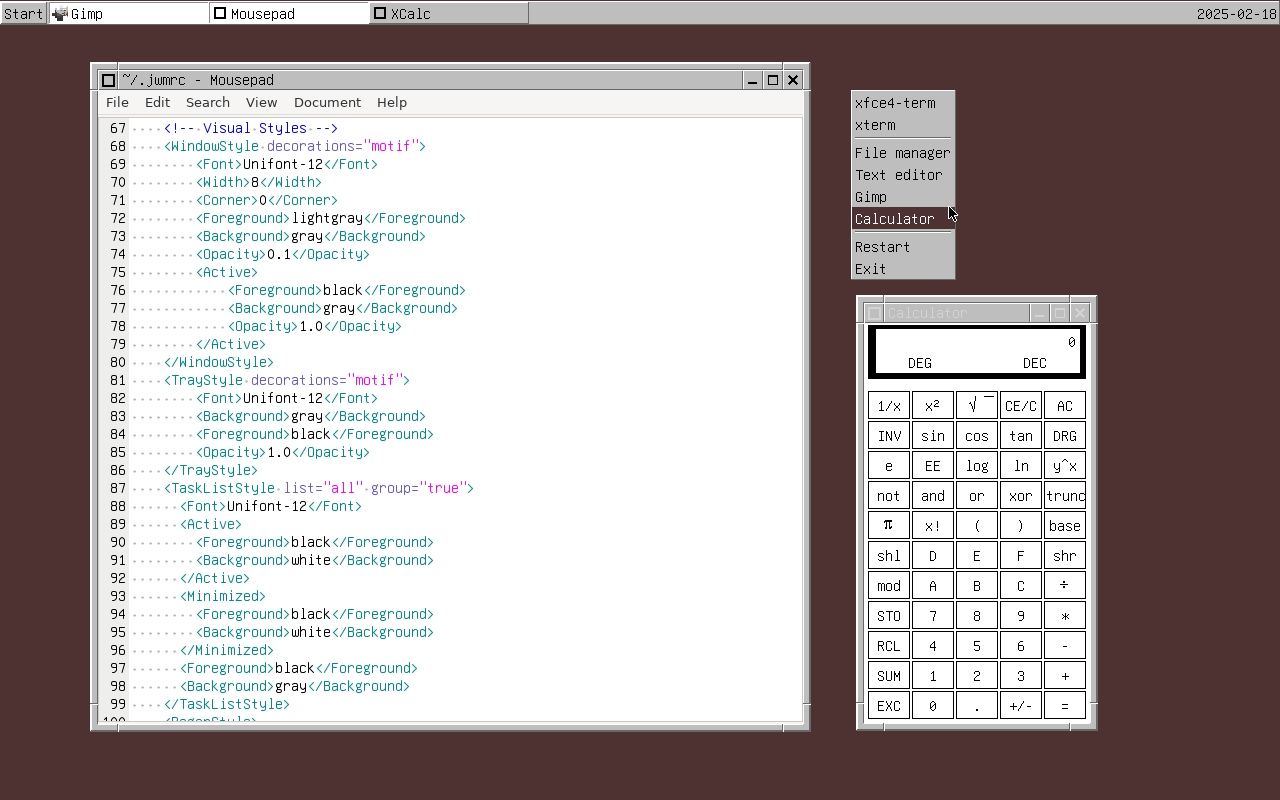 Start Gimp Mousepad XCalc 2025-02-18
~/.jwmrc - Mousepad
File Edit Search View Document Help
67 <!-- Visual Styles -->
68 <WindowStyle decorations="motif">
69 <Font>Unifont-12</Font>
70 <Width>8</Width>
71 <Corner>0</Corner>
72 <Foreground>lightgray</Foreground>
73 <Background>gray</Background>
74 <Opacity>0.1</Opacity>
75 <Active>
76 <Foreground>black</Foreground>
77 <Background>gray</Background>
78 <Opacity>1.0</Opacity>
79 </Active>
80 </WindowStyle>
81 <TrayStyle decorations="motif">
82 <Font>Unifont-12</Font>
83 <Background>gray</Background>
84 <Foreground>black</Foreground>
85 <Opacity>1.0</Opacity>
86 </TrayStyle>
87 <TaskListStyle list="all" group="true">
88 <Font>Unifont-12</Font>
89 <Active>
90 <Foreground>black</Foreground>
91 <Background>white</Background>
92 </Active>
93 <Minimized>
94 <Foreground>black</Foreground>
95 <Background>white</Background>
96 </Minimized>
97 <Foreground>black</Foreground>
98 <Background>gray</Background>
99 </TaskListStyle>
xfce4-term
xterm
File manager
Text editor
Gimp
Calculator
Restart
Exit
Calculator
0
DEG DEC
1/x x² √‾ CE/C AC
INV sin cos tan DRG
e EE log ln y^x
not and or xor trunc
π x! ( ) base
shl D E F shr
mod A B C ÷
STO 7 8 9 *
RCL 4 5 6 -
SUM 1 2 3 +
EXC 0 . +/- =